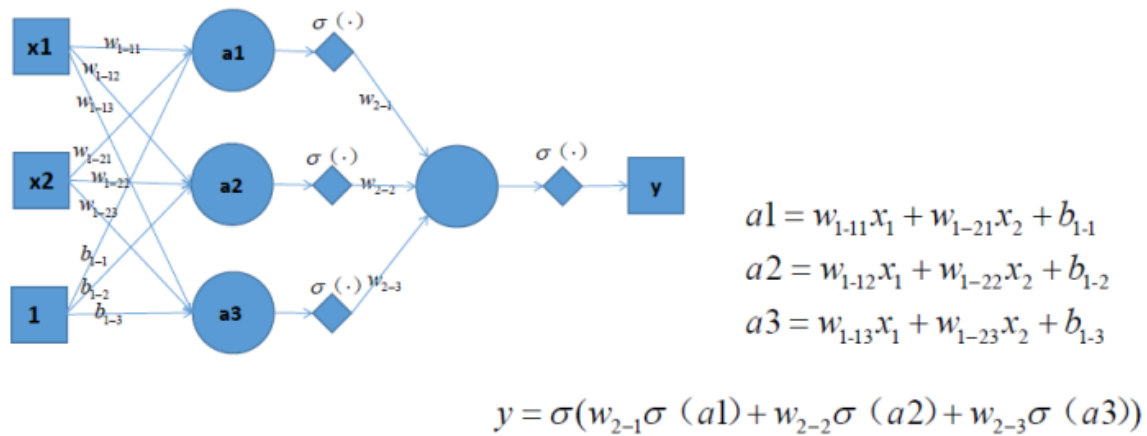 σ (·)
x1
w₁₋₁₁
a1
w₁₋₁₂
w₁₋₁₃
w₂₋₁
w₁₋₂₁
σ (·)
σ (·)
x2
w₁₋₂₂
a2
w₂₋₂
y
w₁₋₂₃
a1 = w₁₋₁₁x₁ + w₁₋₂₁x₂ + b₁₋₁
b₁₋₁
a2 = w₁₋₁₂x₁ + w₁₋₂₂x₂ + b₁₋₂
σ (·)
w₂₋₃
b₁₋₂
1
b₁₋₃
a3
a3 = w₁₋₁₃x₁ + w₁₋₂₃x₂ + b₁₋₃
y = σ(w₂₋₁σ (a1) + w₂₋₂σ (a2) + w₂₋₃σ (a3))